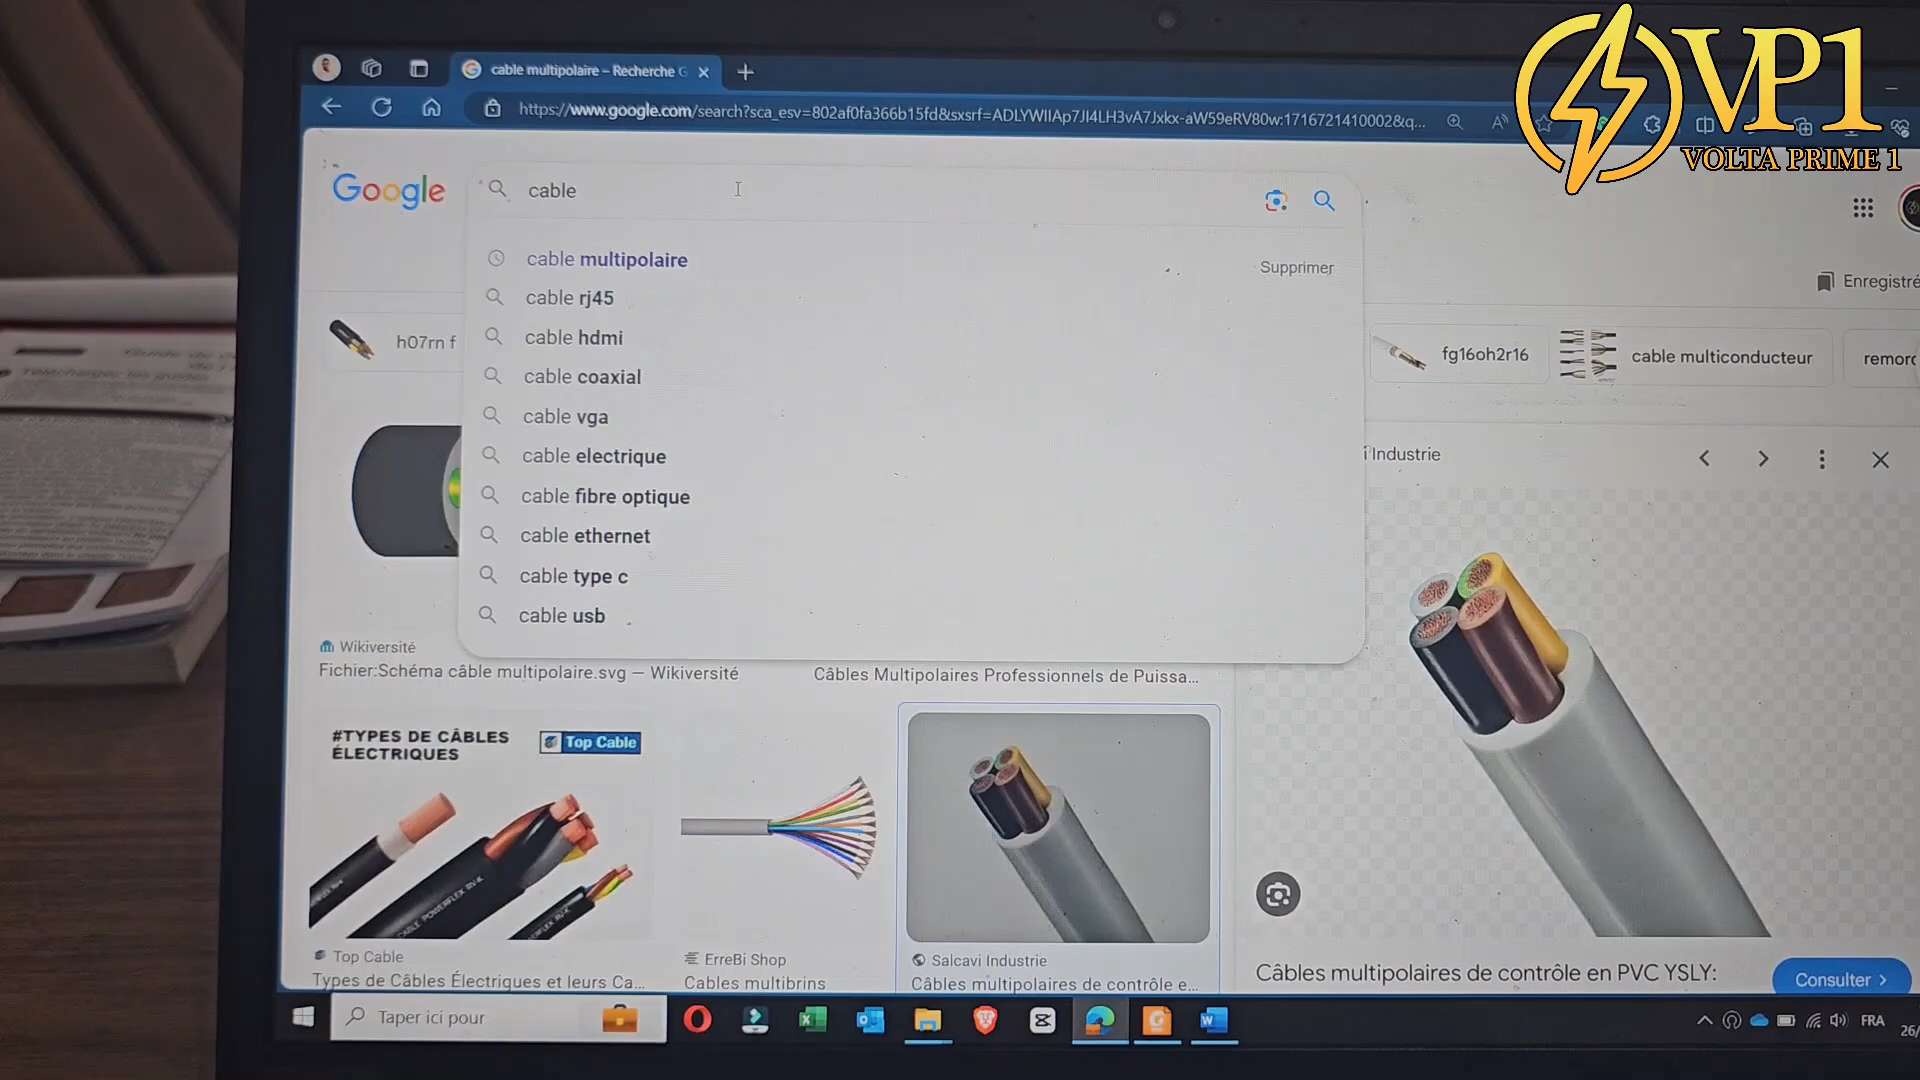 cable multipolaire – Recherche G
https://www.google.com/search?sca_esv=802af0fa366b15fd&sxsrf=ADLYWIIAp7JI4LH3vA7Jxkx-aW59eRV80w:1716721410002&q...
VP1
VOLTA PRIME 1
Google
cable
cable multipolaire
Supprimer
cable rj45
cable hdmi
cable coaxial
cable vga
cable electrique
cable fibre optique
cable ethernet
cable type c
cable usb
Enregistré
h07rn f
fg16oh2r16
cable multiconducteur
remorq
i Industrie
Wikiversité
Fichier:Schéma câble multipolaire.svg — Wikiversité
Câbles Multipolaires Professionnels de Puissa...
#TYPES DE CÂBLES
ÉLECTRIQUES
Top Cable
Top Cable
Types de Câbles Électriques et leurs Ca...
ErreBi Shop
Cables multibrins
Salcavi Industrie
Câbles multipolaires de contrôle e...
Câbles multipolaires de contrôle en PVC YSLY:
Consulter
Taper ici pour
FRA
26/